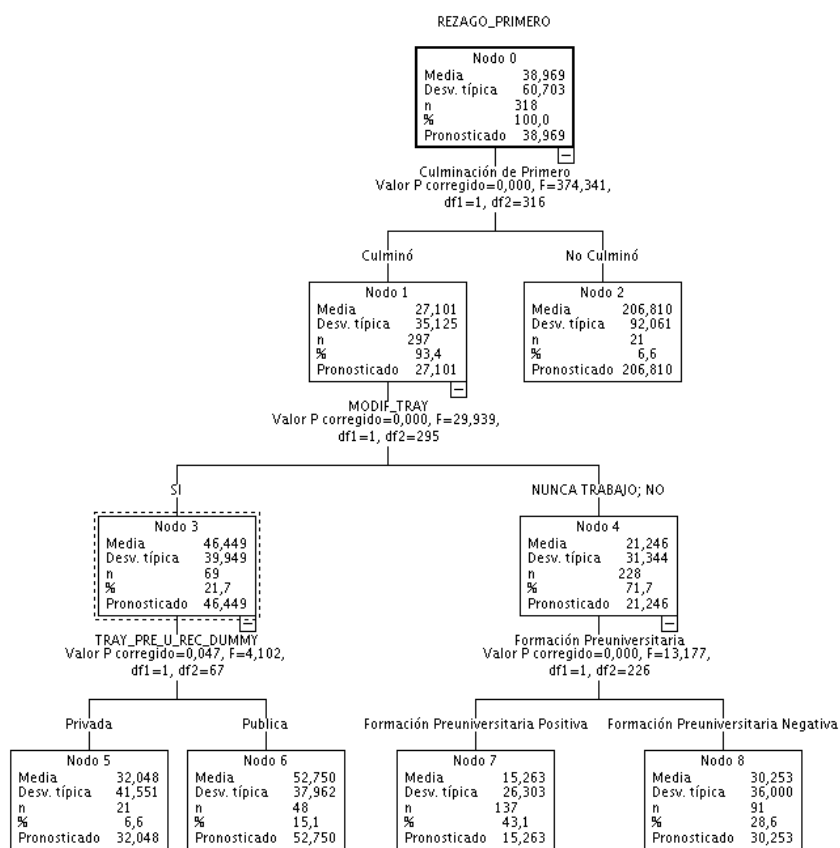 REZAGO_PRIMERO
Nodo 0
Media 38,969
Desv. típica 60,703
n 318
% 100,0
Pronosticado 38,969
Culminación de Primero
Valor P corregido=0,000, F=374,341,
df1=1, df2=316
Culminó
No Culminó
Nodo 1
Media 27,101
Desv. típica 35,125
n 297
% 93,4
Pronosticado 27,101
Nodo 2
Media 206,810
Desv. típica 92,061
n 21
% 6,6
Pronosticado 206,810
MODIF_TRAY
Valor P corregido=0,000, F=29,939,
df1=1, df2=295
SI
NUNCA TRABAJO; NO
Nodo 3
Media 46,449
Desv. típica 39,949
n 69
% 21,7
Pronosticado 46,449
Nodo 4
Media 21,246
Desv. típica 31,344
n 228
% 71,7
Pronosticado 21,246
TRAY_PRE_U_REC_DUMMY
Valor P corregido=0,047, F=4,102,
df1=1, df2=67
Formación Preuniversitaria
Valor P corregido=0,000, F=13,177,
df1=1, df2=226
Privada
Publica
Formación Preuniversitaria Positiva
Formación Preuniversitaria Negativa
Nodo 5
Media 32,048
Desv. típica 41,551
n 21
% 6,6
Pronosticado 32,048
Nodo 6
Media 52,750
Desv. típica 37,962
n 48
% 15,1
Pronosticado 52,750
Nodo 7
Media 15,263
Desv. típica 26,303
n 137
% 43,1
Pronosticado 15,263
Nodo 8
Media 30,253
Desv. típica 36,000
n 91
% 28,6
Pronosticado 30,253